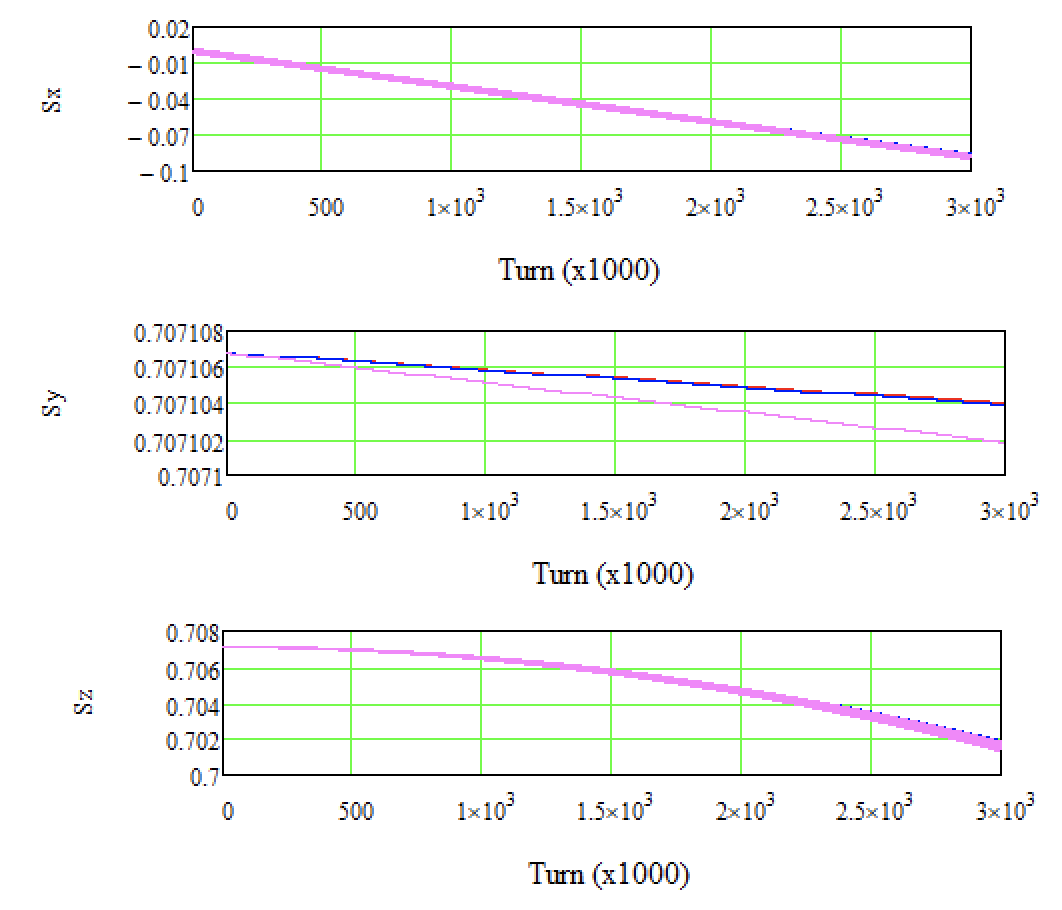 Sx
0.02
– 0.01
– 0.04
– 0.07
– 0.1
0 500 1×10³ 1.5×10³ 2×10³ 2.5×10³ 3×10³
Turn (x1000)
Sy
0.707108
0.707106
0.707104
0.707102
0.7071
0 500 1×10³ 1.5×10³ 2×10³ 2.5×10³ 3×10³
Turn (x1000)
Sz
0.708
0.706
0.704
0.702
0.7
0 500 1×10³ 1.5×10³ 2×10³ 2.5×10³ 3×10³
Turn (x1000)